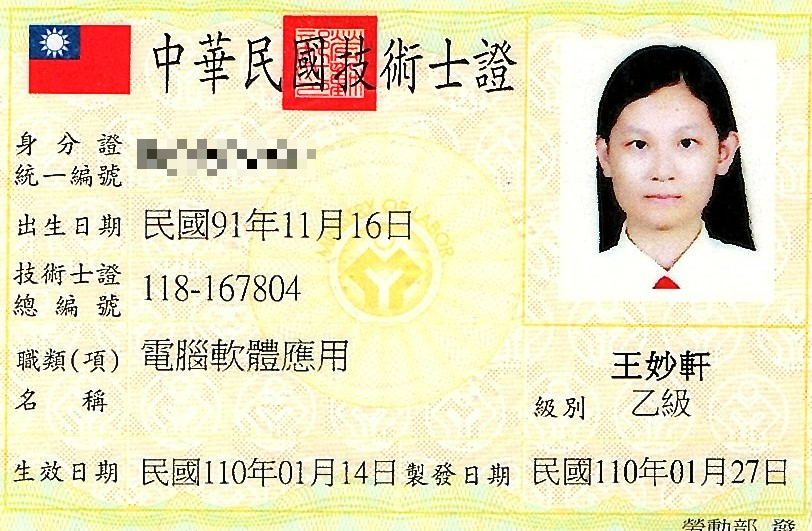 中華民國技術士證
身分證
統一編號
出生日期 民國91年11月16日
技術士證
總編號 118-167804
職類(項)
名稱 電腦軟體應用
王妙軒
級別 乙級
生效日期 民國110年01月14日 製發日期 民國110年01月27日
勞動部 發
MINISTRY OF LABOR